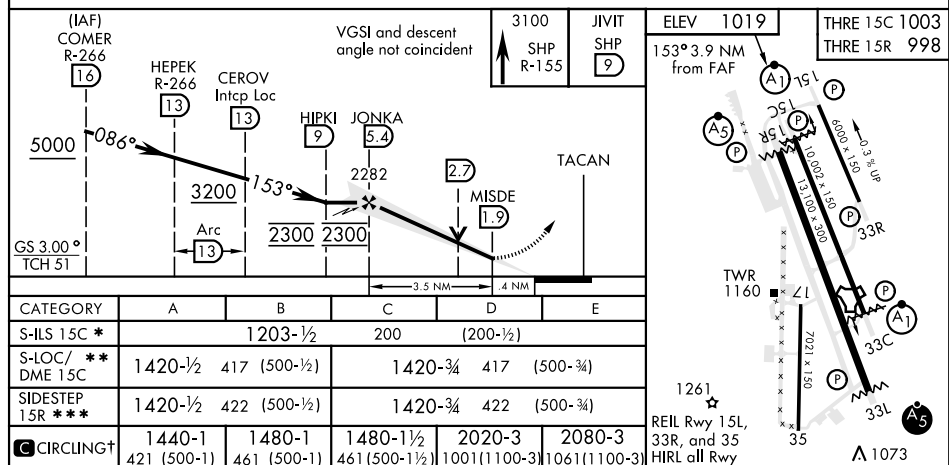 (IAF)
COMER
R-266
16
HEPEK
R-266
13
CEROV
Intcp Loc
13
HIPKI
9
JONKA
5.4
VGSI and descent
angle not coincident
3100
SHP
R-155
JIVIT
SHP
9
5000
086°
3200
153°
2282
2300
2300
2.7
MISDE
1.9
TACAN
Arc
13
GS 3.00°
TCH 51
3.5 NM
.4 NM
CATEGORY A B C D E
S-ILS 15C * 1203-½ 200 (200-½)
S-LOC/ ** DME 15C 1420-½ 417 (500-½) 1420-¾ 417 (500-¾)
SIDESTEP 15R *** 1420-½ 422 (500-½) 1420-¾ 422 (500-¾)
C CIRCLING† 1440-1 1480-1 1480-1½ 2020-3 2080-3
421 (500-1) 461 (500-1) 461(500-1½) 1001(1100-3) 1061(1100-3)
ELEV 1019
THRE 15C 1003
THRE 15R 998
153° 3.9 NM
from FAF
A1
15L
P
15C
P
A5
P
15R
6000 x 150
0.3 % UP
10,002 x 150
13,100 x 300
P
33R
TWR
1160
17
7021 x 150
P
A1
33C
P
33L
A5
1261
35
REIL Rwy 15L,
33R, and 35
HIRL all Rwy
1073